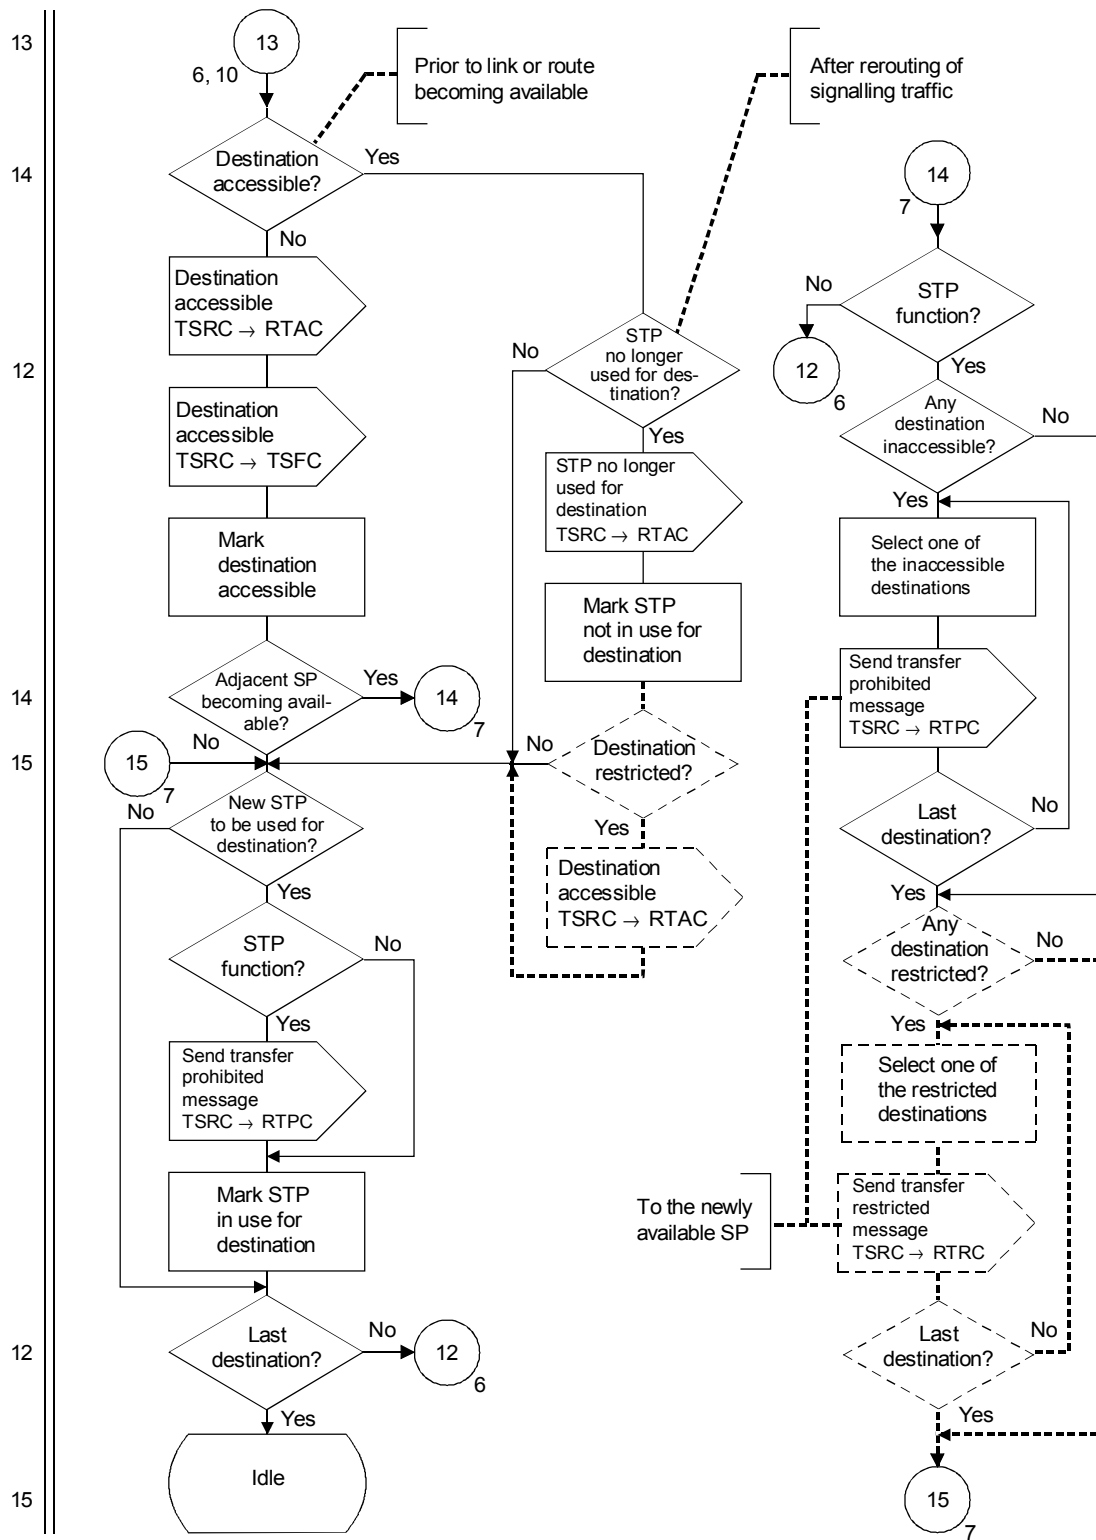 13
13
6, 10
Prior to link or route
becoming available
After rerouting of
signalling traffic
14
Destination
accessible?
Yes
No
14
7
Destination
accessible
TSRC → RTAC
No
STP
function?
Yes
12
12
6
No
STP
no longer
used for des-
tination?
Yes
Any
destination
inaccessible?
No
Yes
Destination
accessible
TSRC → TSFC
STP no longer
used for
destination
TSRC → RTAC
Mark
destination
accessible
Select one of
the inaccessible
destinations
Mark STP
not in use for
destination
14
Adjacent SP
becoming avail-
able?
Yes
14
7
No
Send transfer
prohibited
message
TSRC → RTPC
15
15
7
No
Destination
restricted?
Yes
No
New STP
to be used for
destination?
Yes
Last
destination?
No
Yes
Destination
accessible
TSRC → RTAC
STP
function?
No
Yes
Any
destination
restricted?
No
Yes
Send transfer
prohibited
message
TSRC → RTPC
Select one of
the restricted
destinations
Mark STP
in use for
destination
To the newly
available SP
Send transfer
restricted
message
TSRC → RTRC
12
Last
destination?
No
12
6
Yes
Last
destination?
No
Yes
Idle
15
15
7